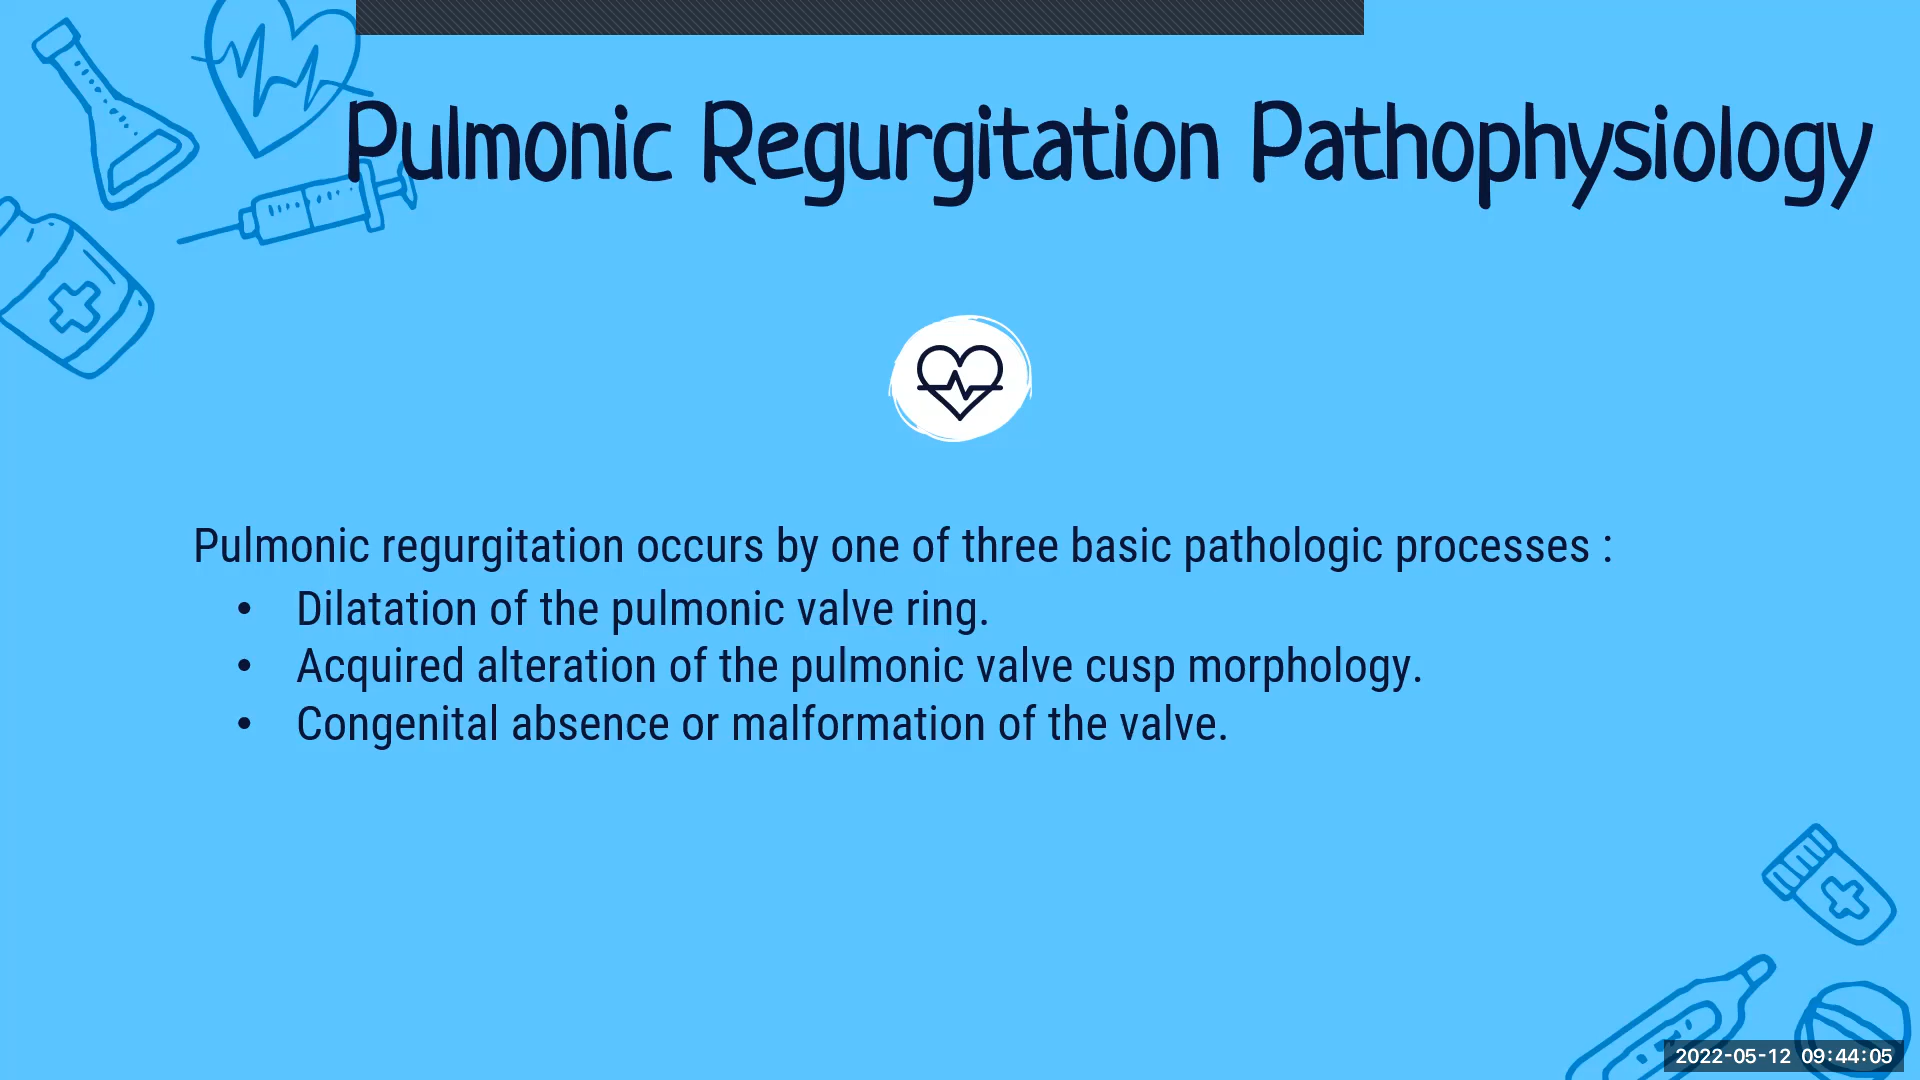 Pulmonic Regurgitation Pathophysiology
Pulmonic regurgitation occurs by one of three basic pathologic processes :
• Dilatation of the pulmonic valve ring.
• Acquired alteration of the pulmonic valve cusp morphology.
• Congenital absence or malformation of the valve.
2022-05-12 09:44:05